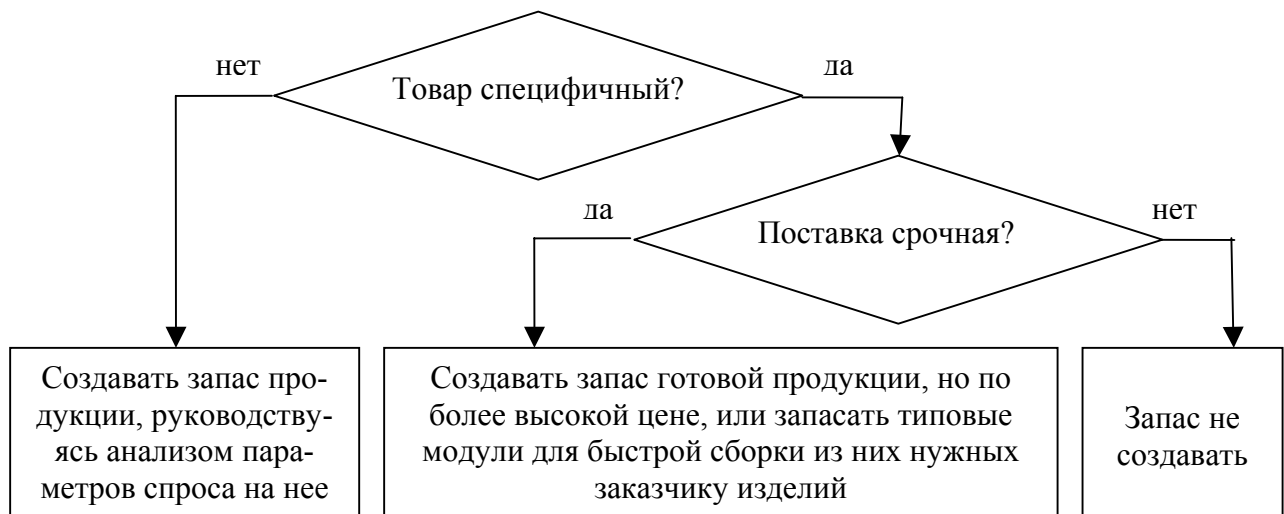 нет
да
Товар специфичный?
да
нет
Поставка срочная?
Создавать запас про-
дукции, руководству-
ясь анализом пара-
метров спроса на нее
Создавать запас готовой продукции, но по
более высокой цене, или запасать типовые
модули для быстрой сборки из них нужных
заказчику изделий
Запас не
создавать